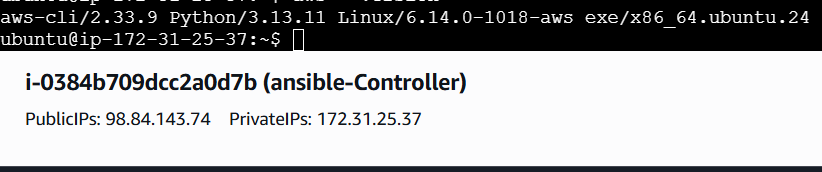 aws-cli/2.33.9 Python/3.13.11 Linux/6.14.0-1018-aws exe/x86_64.ubuntu.24
ubuntu@ip-172-31-25-37:~$
i-0384b709dcc2a0d7b (ansible-Controller)
PublicIPs: 98.84.143.74 PrivateIPs: 172.31.25.37